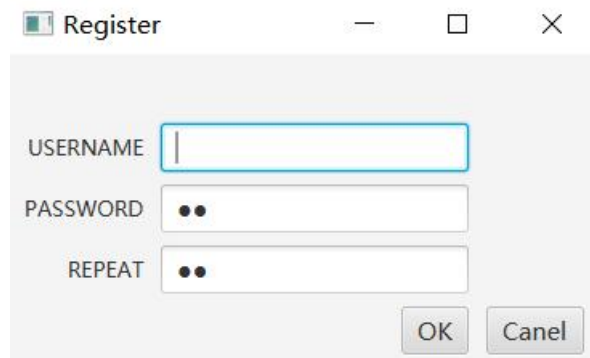 Register
USERNAME
PASSWORD ●●
REPEAT ●●
OK Canel